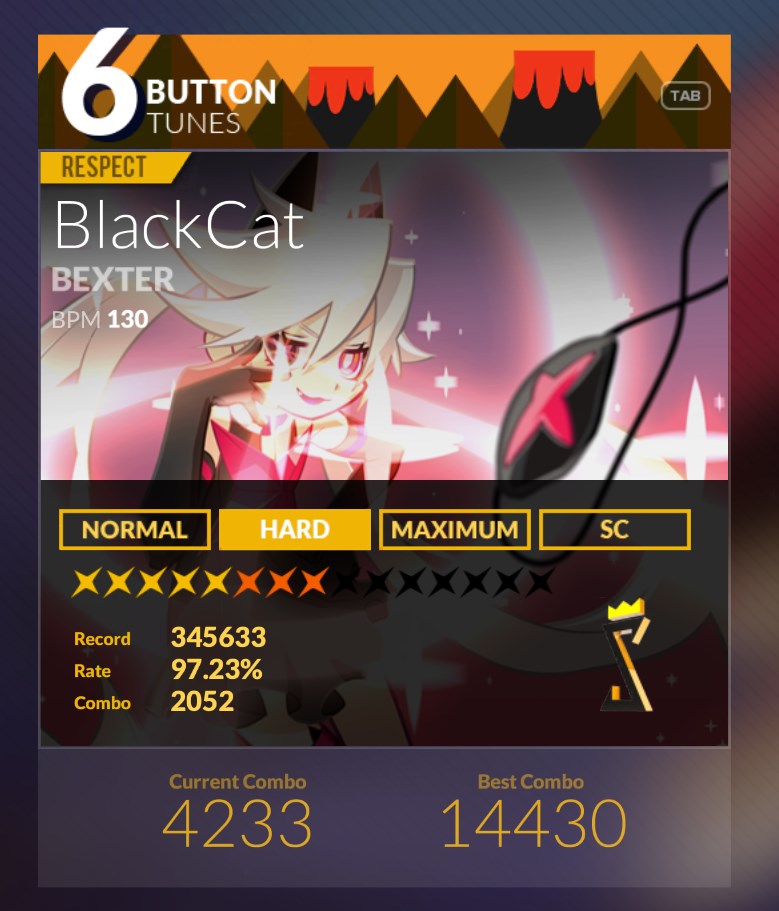 6 BUTTON
TUNES
TAB
RESPECT
BlackCat
BEXTER
BPM 130
NORMAL HARD MAXIMUM SC
Record 345633
Rate 97.23%
Combo 2052
S
Current Combo Best Combo
4233 14430